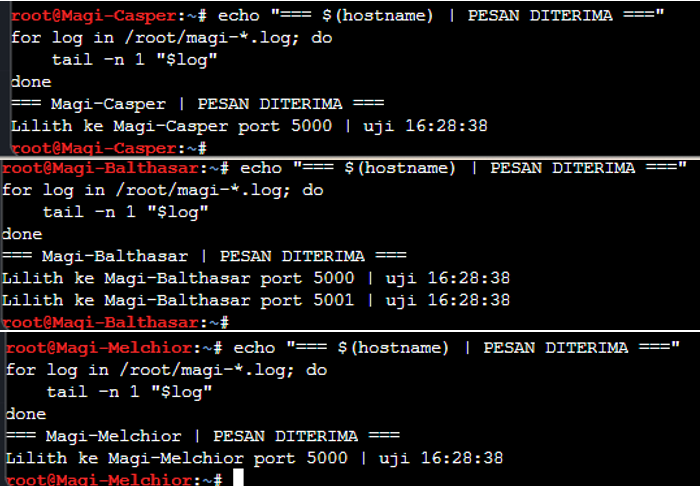 root@Magi-Casper:~# echo "=== $(hostname) | PESAN DITERIMA ==="
for log in /root/magi-*.log; do
    tail -n 1 "$log"
done
=== Magi-Casper | PESAN DITERIMA ===
Lilith ke Magi-Casper port 5000 | uji 16:28:38
root@Magi-Casper:~#
root@Magi-Balthasar:~# echo "=== $(hostname) | PESAN DITERIMA ==="
for log in /root/magi-*.log; do
    tail -n 1 "$log"
done
=== Magi-Balthasar | PESAN DITERIMA ===
Lilith ke Magi-Balthasar port 5000 | uji 16:28:38
Lilith ke Magi-Balthasar port 5001 | uji 16:28:38
root@Magi-Balthasar:~#
root@Magi-Melchior:~# echo "=== $(hostname) | PESAN DITERIMA ==="
for log in /root/magi-*.log; do
    tail -n 1 "$log"
done
=== Magi-Melchior | PESAN DITERIMA ===
Lilith ke Magi-Melchior port 5000 | uji 16:28:38
root@Magi-Melchior:~#